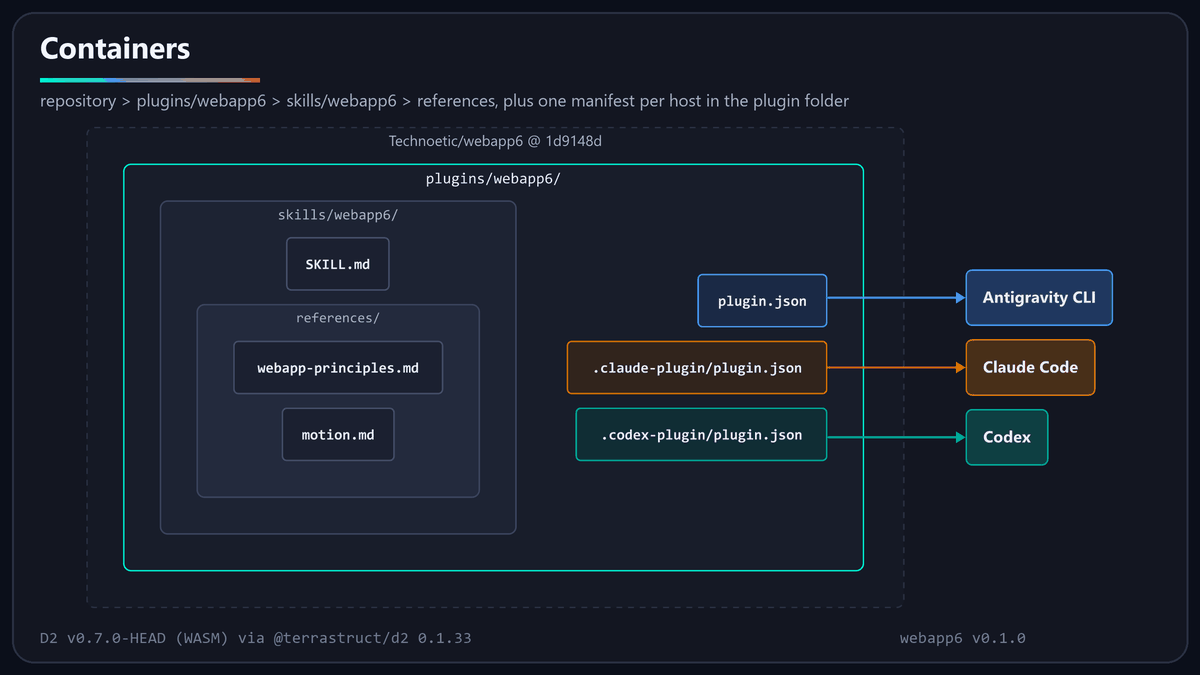 Containers
repository > plugins/webapp6 > skills/webapp6 > references, plus one manifest per host in the plugin folder
Technoetic/webapp6 @ 1d9148d
plugins/webapp6/
skills/webapp6/
SKILL.md
references/
webapp-principles.md
motion.md
plugin.json
Antigravity CLI
.claude-plugin/plugin.json
Claude Code
.codex-plugin/plugin.json
Codex
D2 v0.7.0-HEAD (WASM) via @terrastruct/d2 0.1.33
webapp6 v0.1.0